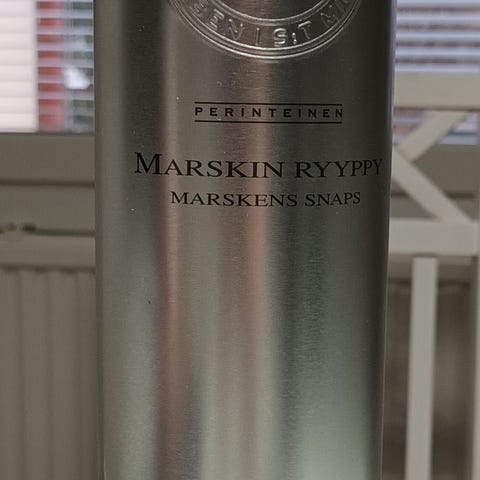 PERINTEINEN
MARSKIN RYYPPY
MARSKENS SNAPS